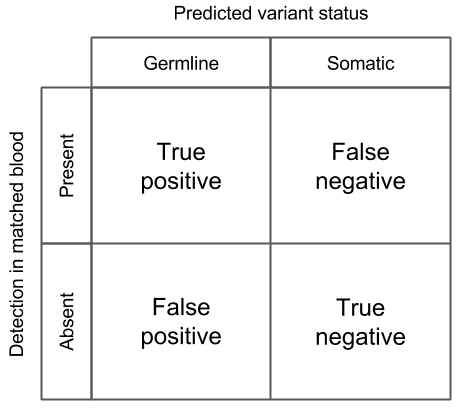 Predicted variant status
Germline
Somatic
Detection in matched blood
Present
True
positive
False
negative
Absent
False
positive
True
negative